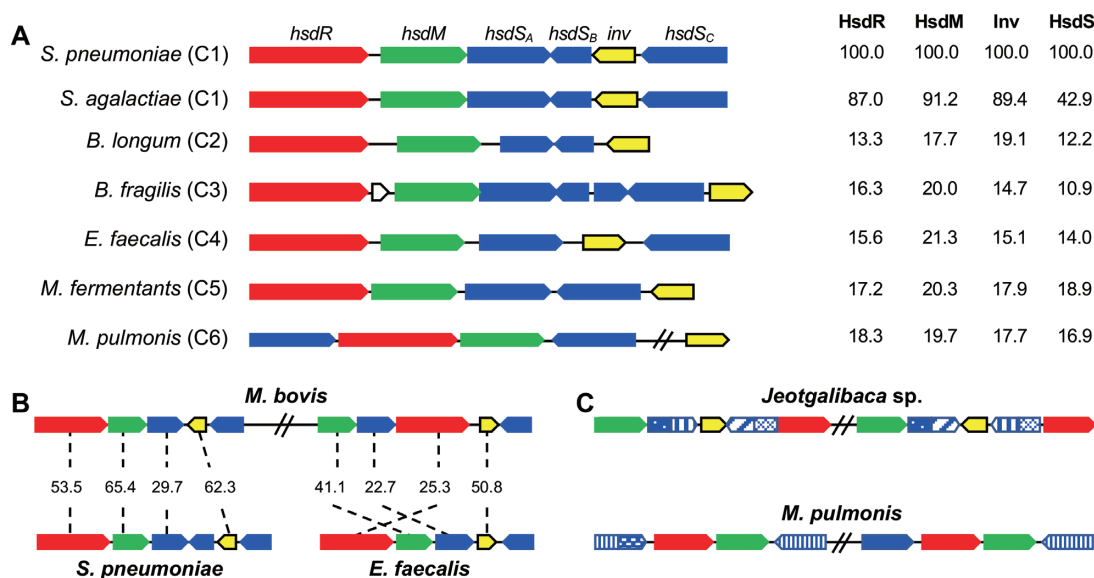 A
hsdR hsdM hsdSA hsdSB inv hsdSC
HsdR HsdM Inv HsdS
S. pneumoniae (C1) 100.0 100.0 100.0 100.0
S. agalactiae (C1) 87.0 91.2 89.4 42.9
B. longum (C2) 13.3 17.7 19.1 12.2
B. fragilis (C3) 16.3 20.0 14.7 10.9
E. faecalis (C4) 15.6 21.3 15.1 14.0
M. fermentants (C5) 17.2 20.3 17.9 18.9
M. pulmonis (C6) 18.3 19.7 17.7 16.9
B
M. bovis
53.5 65.4 29.7 62.3 41.1 22.7 25.3 50.8
S. pneumoniae E. faecalis
C
Jeotgalibaca sp.
M. pulmonis